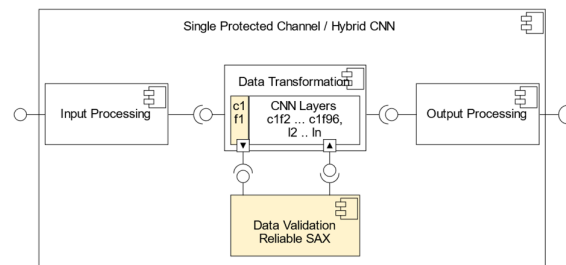 Single Protected Channel / Hybrid CNN
Input Processing
Data Transformation
c1
f1
CNN Layers
c1f2 ... c1f96,
l2 .. ln
Output Processing
Data Validation
Reliable SAX